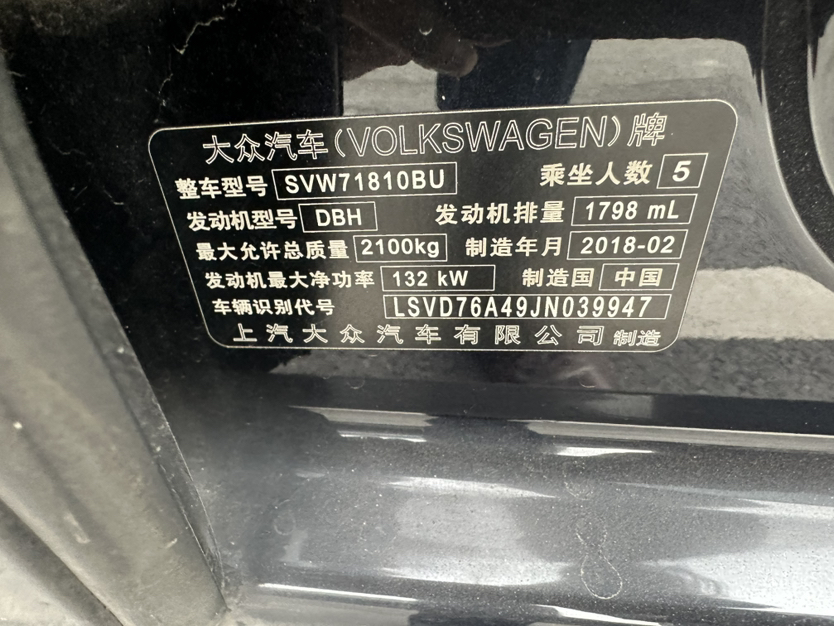 大众汽车(VOLKSWAGEN)牌
整车型号 SVW71810BU 乘坐人数 5
发动机型号 DBH 发动机排量 1798 mL
最大允许总质量 2100kg 制造年月 2018-02
发动机最大净功率 132 kW 制造国 中国
车辆识别代号 LSVD76A49JN039947
上汽大众汽车有限公司 制造